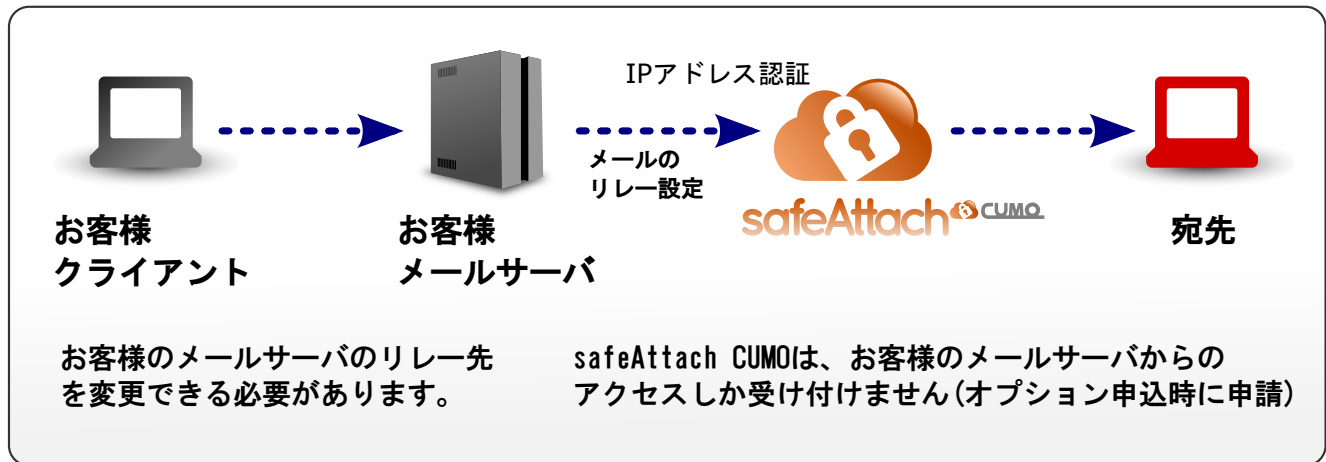 IPアドレス認証
メールの
リレー設定
safeAttach CUMO
お客様
クライアント
お客様
メールサーバ
宛先
お客様のメールサーバのリレー先
を変更できる必要があります。
safeAttach CUMOは、お客様のメールサーバからの
アクセスしか受け付けません(オプション申込時に申請)